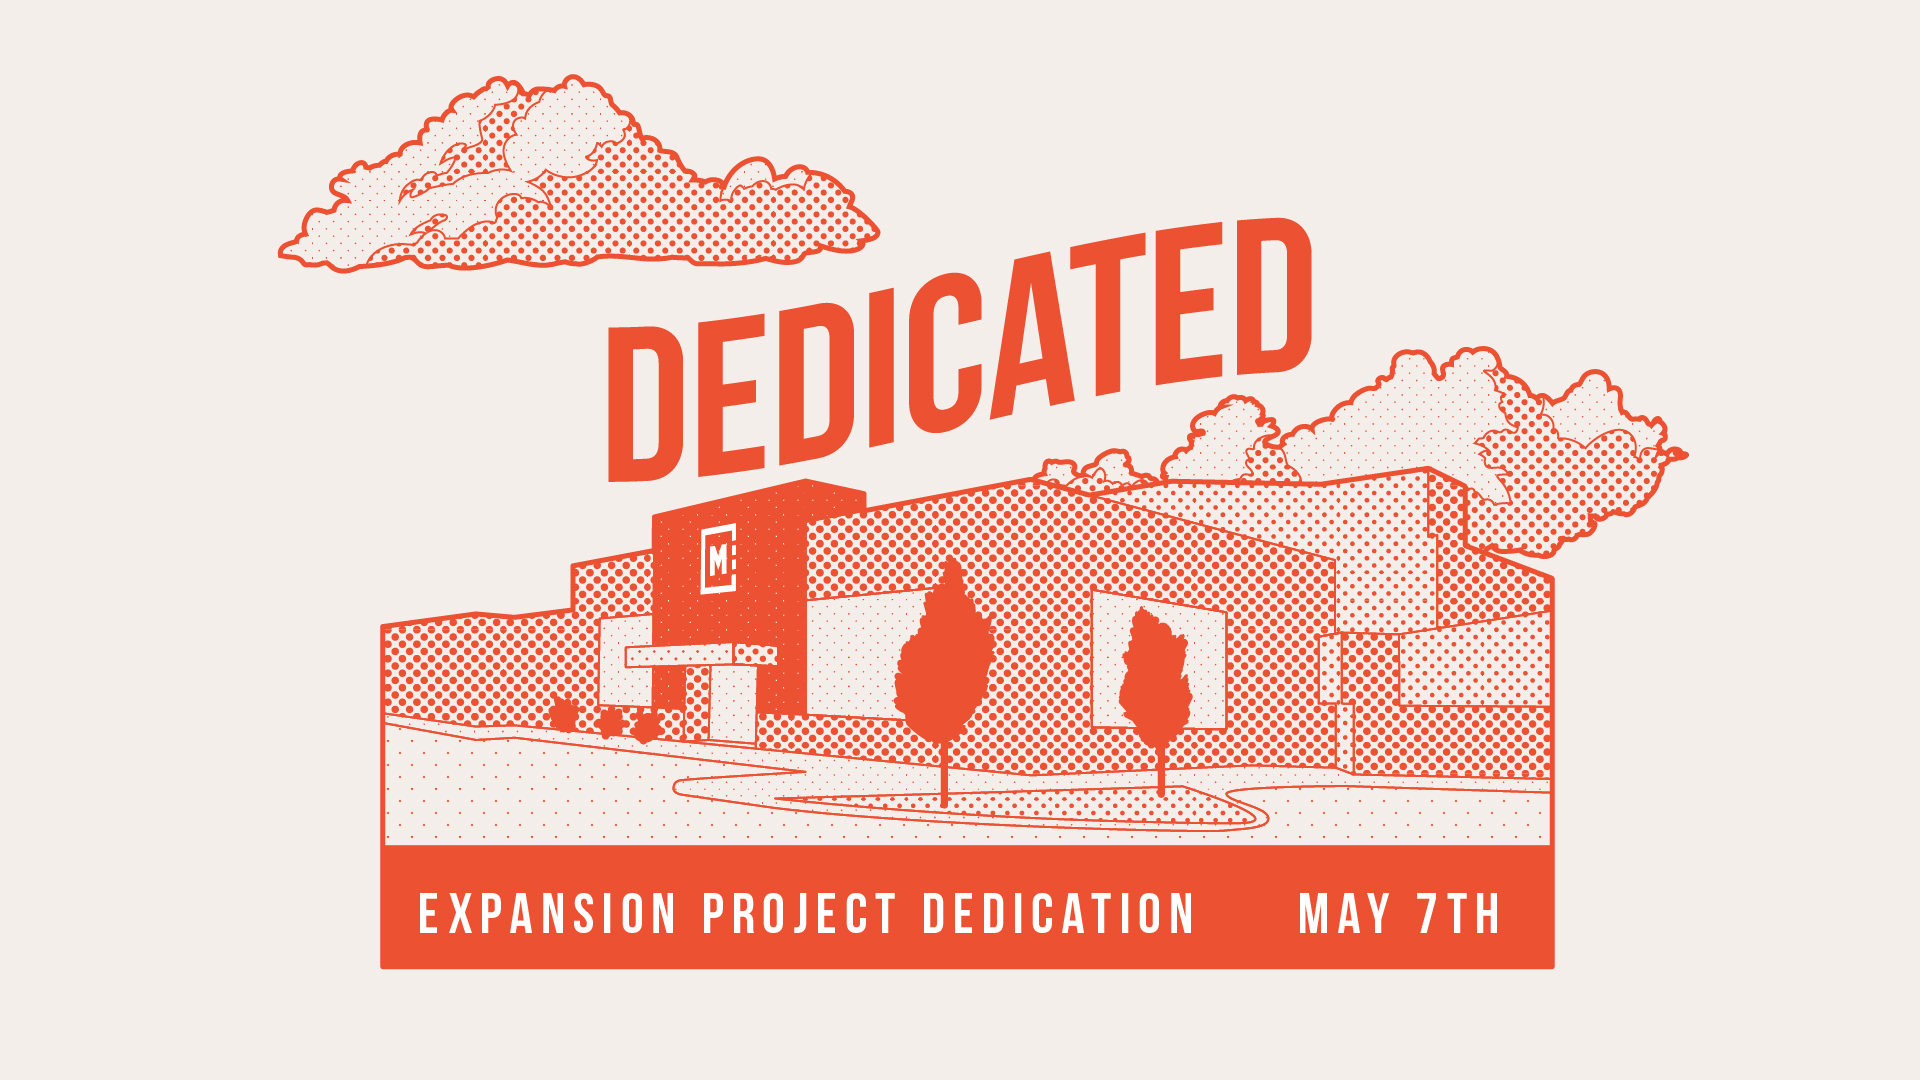 DEDICATED
M
EXPANSION PROJECT DEDICATION MAY 7TH